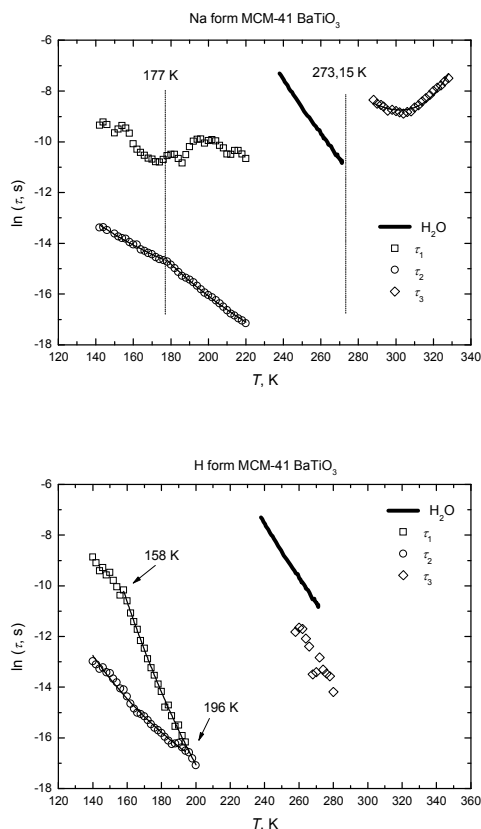 Na form MCM-41 BaTiO3
-6
-8
-10
-12
-14
-16
-18
ln (τ, s)
177 K
273,15 K
H2O
τ1
τ2
τ3
120 140 160 180 200 220 240 260 280 300 320 340
T, K
H form MCM-41 BaTiO3
-6
-8
-10
-12
-14
-16
-18
ln (τ, s)
158 K
196 K
H2O
τ1
τ2
τ3
120 140 160 180 200 220 240 260 280 300 320 340 360
T, K